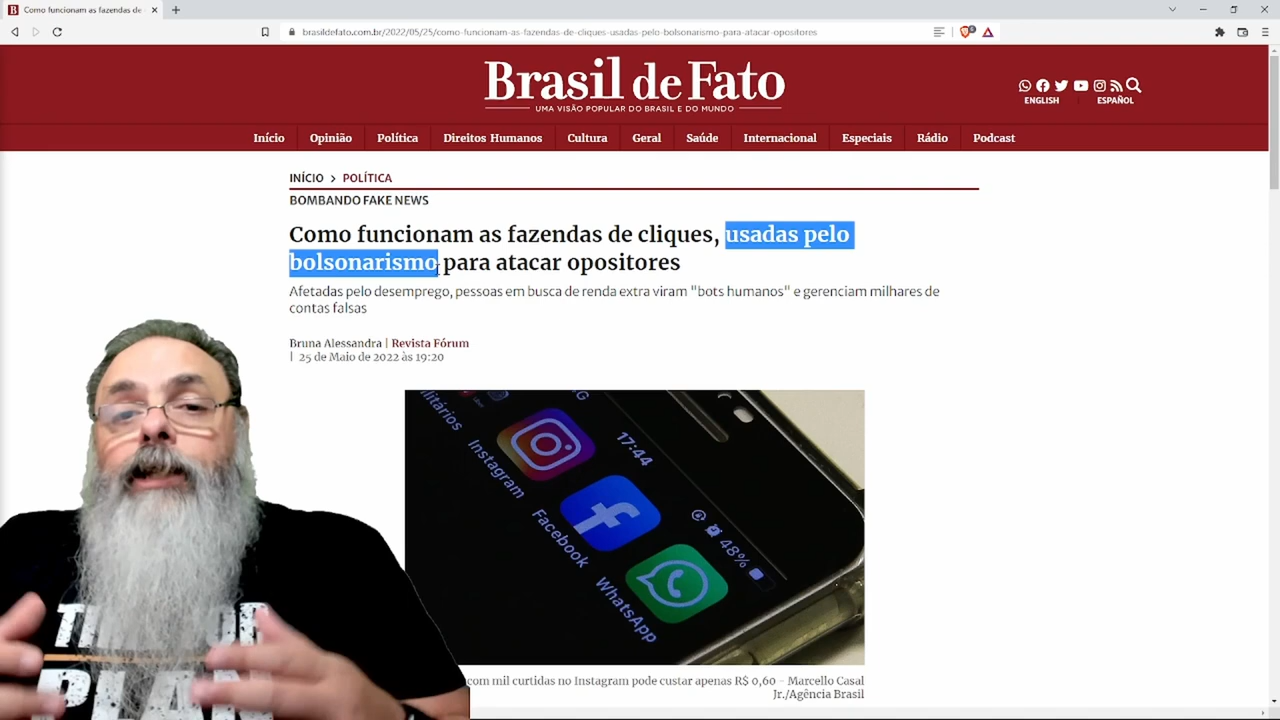 Como funcionam as fazendas de
brasildefato.com.br/2022/05/25/como-funcionam-as-fazendas-de-cliques-usadas-pelo-bolsonarismo-para-atacar-opositores
Brasil de Fato
UMA VISÃO POPULAR DO BRASIL E DO MUNDO
ENGLISH | ESPAÑOL
Início Opinião Política Direitos Humanos Cultura Geral Saúde Internacional Especiais Rádio Podcast
INÍCIO > POLÍTICA
BOMBANDO FAKE NEWS
Como funcionam as fazendas de cliques, usadas pelo
bolsonarismo para atacar opositores
Afetadas pelo desemprego, pessoas em busca de renda extra viram "bots humanos" e gerenciam milhares de
contas falsas
Bruna Alessandra | Revista Fórum
| 25 de Maio de 2022 às 19:20
17:44
Instagram
Facebook
48%
WhatsApp
com mil curtidas no Instagram pode custar apenas R$ 0,60 - Marcello Casal
Jr./Agência Brasil
PLAN